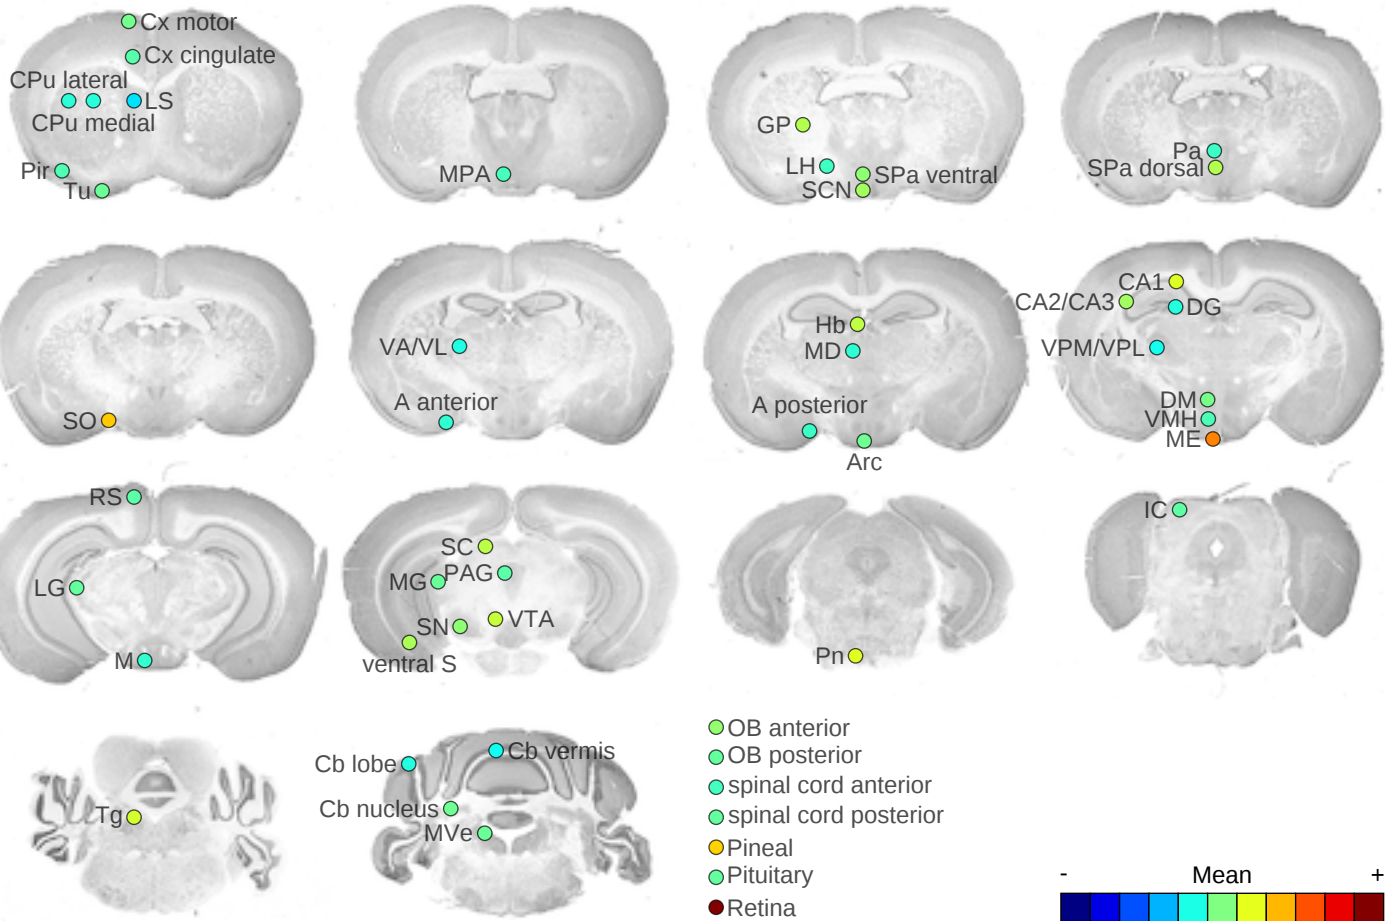 Cx motor
Cx cingulate
CPu lateral
LS
CPu medial
Pir
Tu
MPA
GP
LH
SPa ventral
SCN
Pa
SPa dorsal
SO
VA/VL
A anterior
Hb
MD
A posterior
Arc
CA1
CA2/CA3
DG
VPM/VPL
DM
VMH
ME
RS
LG
M
SC
MG
PAG
SN
VTA
ventral S
Pn
IC
Tg
Cb lobe
Cb vermis
Cb nucleus
MVe
OB anterior
OB posterior
spinal cord anterior
spinal cord posterior
Pineal
Pituitary
Retina
- Mean +